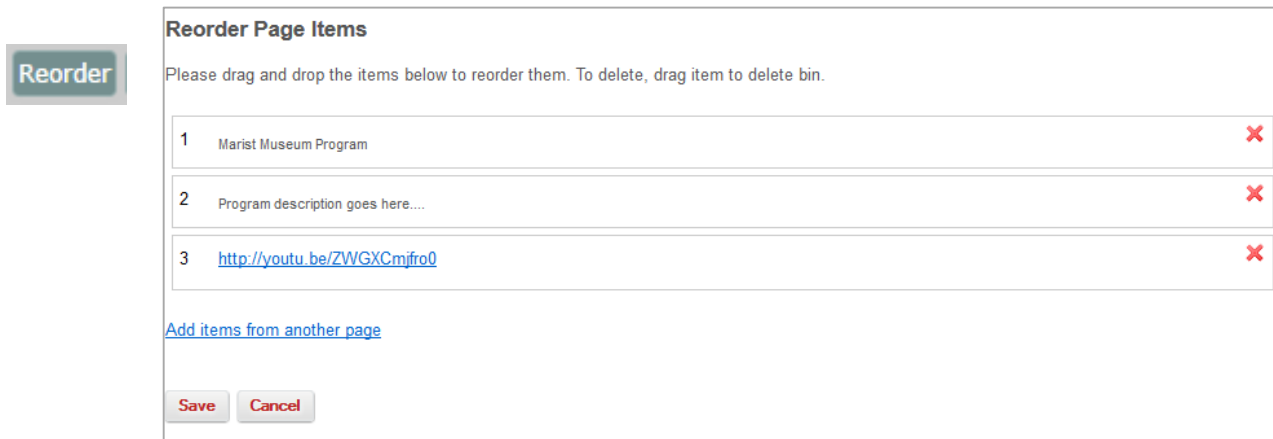 Reorder
Reorder Page Items
Please drag and drop the items below to reorder them. To delete, drag item to delete bin.
1 Marist Museum Program
2 Program description goes here....
3 http://youtu.be/ZWGXCmjfro0
Add items from another page
Save Cancel